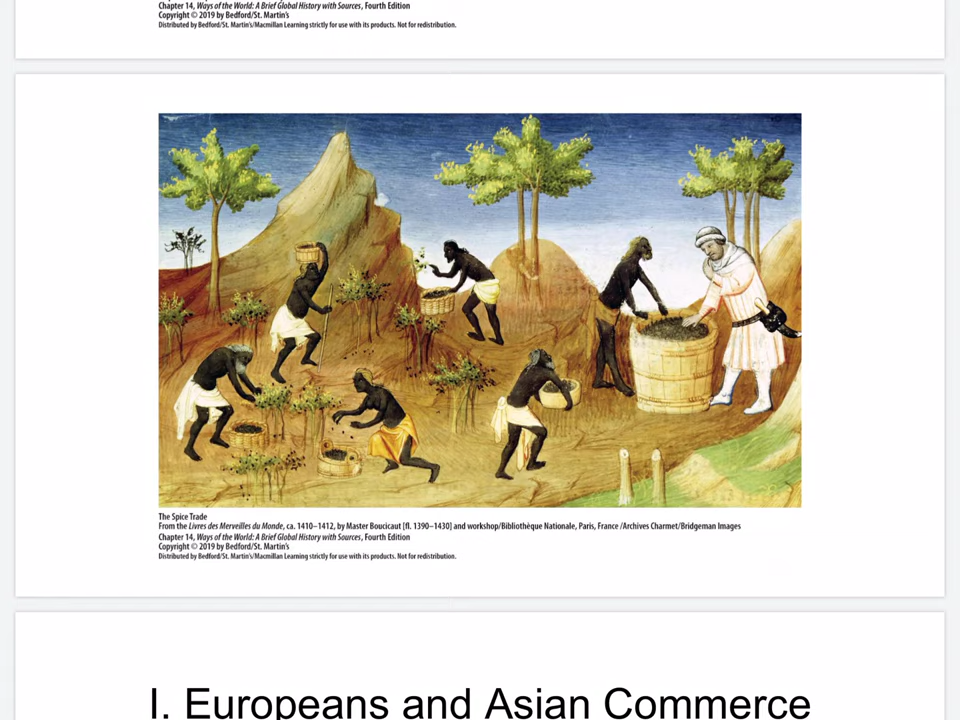 Chapter 14, Ways of the World: A Brief Global History with Sources, Fourth Edition
Copyright © 2019 by Bedford/St. Martin's
Distributed by Bedford/St. Martin's/Macmillan Learning strictly for use with its products. Not for redistribution.
The Spice Trade
From the Livres des Merveilles du Monde, ca. 1410–1412, by Master Boucicaut [fl. 1390–1430] and workshop/Bibliothèque Nationale, Paris, France /Archives Charmet/Bridgeman Images
Chapter 14, Ways of the World: A Brief Global History with Sources, Fourth Edition
Copyright © 2019 by Bedford/St. Martin's
Distributed by Bedford/St. Martin's/Macmillan Learning strictly for use with its products. Not for redistribution.
I. Europeans and Asian Commerce